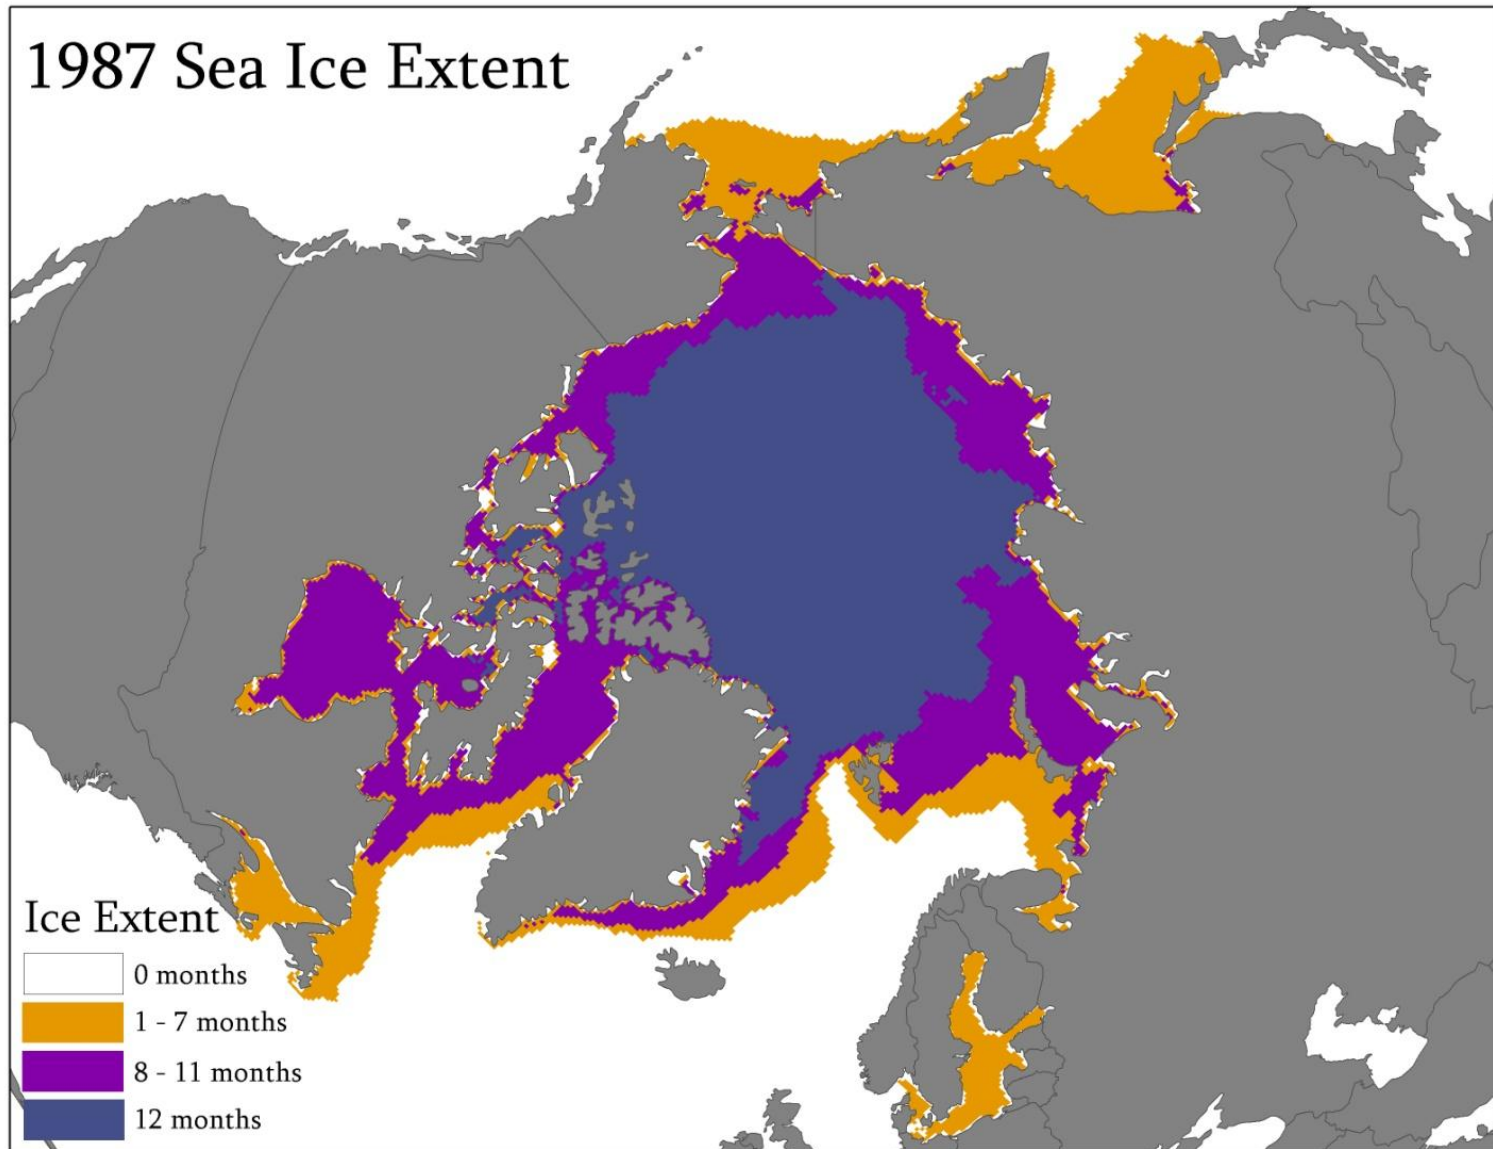 1987 Sea Ice Extent
Ice Extent
0 months
1 - 7 months
8 - 11 months
12 months